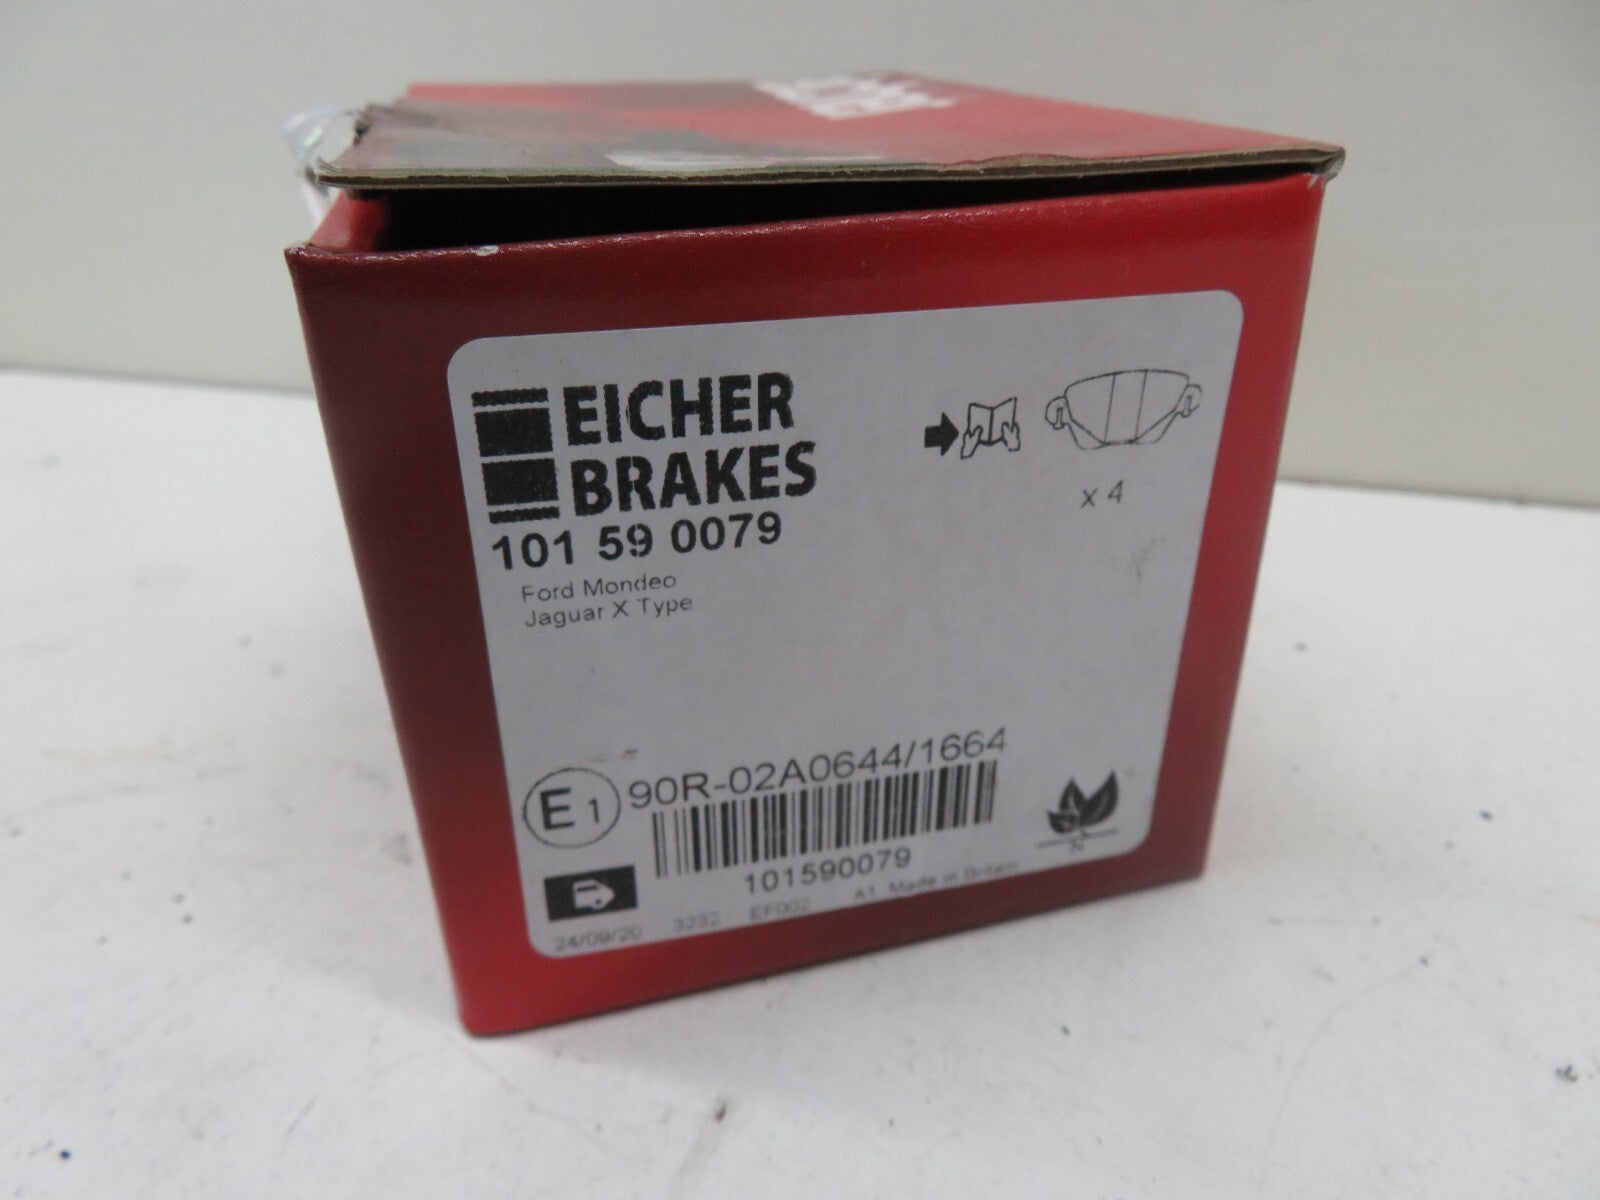 EICHER
BRAKES
101 59 0079
Ford Mondeo
Jaguar X Type
x 4
E 1
90R-02A0644/1664
101590079
N
24/09/20 3232 EF002 A1 Made in Britain